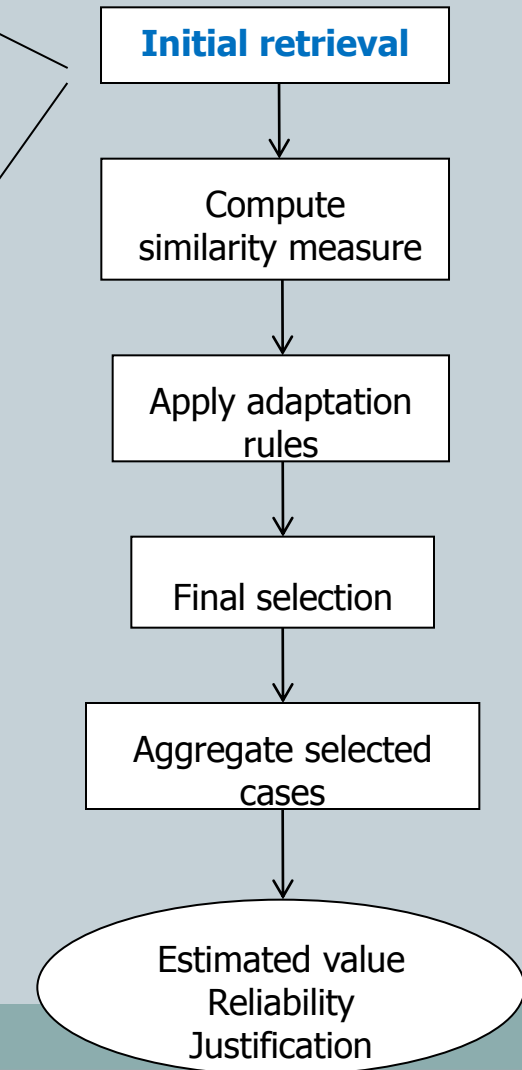 Initial retrieval
Compute
similarity measure
Apply adaptation
rules
Final selection
Aggregate selected
cases
Estimated value
Reliability
Justification